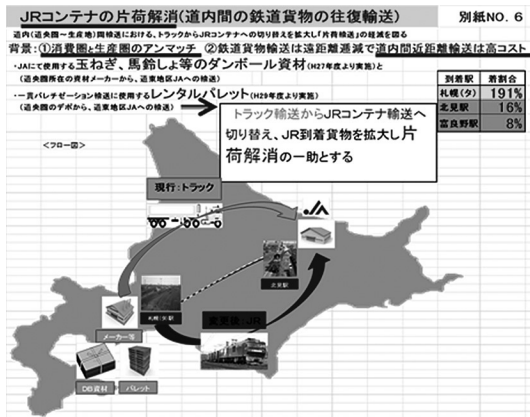 JRコンテナの片荷解消(道内間の鉄道貨物の往復輸送)
別紙NO. 6
道内(道央圏～生産地)間輸送における、トラックからJRコンテナへの切り替えを拡大し「片荷輸送」の軽減を図る
背景:①消費圏と生産圏のアンマッチ ②鉄道貨物輸送は遠距離逓減で道内間近距離輸送は高コスト
・JAにて使用する玉ねぎ、馬鈴しょ等のダンボール資材(H27年度より実施)と
(道央圏所在の資材メーカーから、道東地区JAへの輸送)
・一貫パレチゼーション輸送に使用するレンタルパレット(H29年度より実施)
(道央圏のデポから、道東地区JAへの輸送)
到着駅 着割合
札幌(タ) 191%
北見駅 16%
富良野駅 8%
トラック輸送からJRコンテナ輸送へ
切り替え、JR到着貨物を拡大し片
荷解消の一助とする
<フロー図>
現行:トラック
JA
北見駅
札幌(タ)駅
メーカー等
変更後:JR
DB資材
パレット